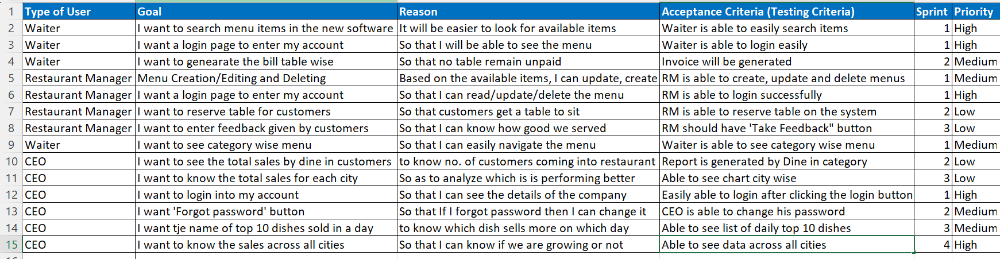 1 Type of User Goal Reason Acceptance Criteria (Testing Criteria) Sprint Priority
2 Waiter I want to search menu items in the new software It will be easier to look for available items Waiter is able to easily search items 1 High
3 Waiter I want a login page to enter my account So that I will be able to see the menu Waiter is able to login easily 1 High
4 Waiter I want to genearate the bill table wise So that no table remain unpaid Invoice will be generated 2 Medium
5 Restaurant Manager Menu Creation/Editing and Deleting Based on the available items, I can update, create RM is able to create, update and delete menus 1 Medium
6 Restaurant Manager I want a login page to enter my account So that I can read/update/delete the menu RM is able to login successfully 1 High
7 Restaurant Manager I want to reserve table for customers So that customers get a table to sit RM is able to reserve table on the system 2 Low
8 Restaurant Manager I want to enter feedback given by customers So that I can know how good we served RM should have 'Take Feedback" button 3 Low
9 Waiter I want to see category wise menu So that I can easily navigate the menu Waiter is able to see category wise menu 1 Medium
10 CEO I want to see the total sales by dine in customers to know no. of customers coming into restaurant Report is generated by Dine in category 2 Low
11 CEO I want to know the total sales for each city So as to analyze which is is performing better Able to see chart city wise 3 Low
12 CEO I want to login into my account So that I can see the details of the company Easily able to login after clicking the login button 1 High
13 CEO I want 'Forgot password' button So that If I forgot password then I can change it CEO is able to change his password 2 Medium
14 CEO I want tje name of top 10 dishes sold in a day to know which dish sells more on which day Able to see list of daily top 10 dishes 3 Medium
15 CEO I want to know the sales across all cities So that I can know if we are growing or not Able to see data across all cities 4 High